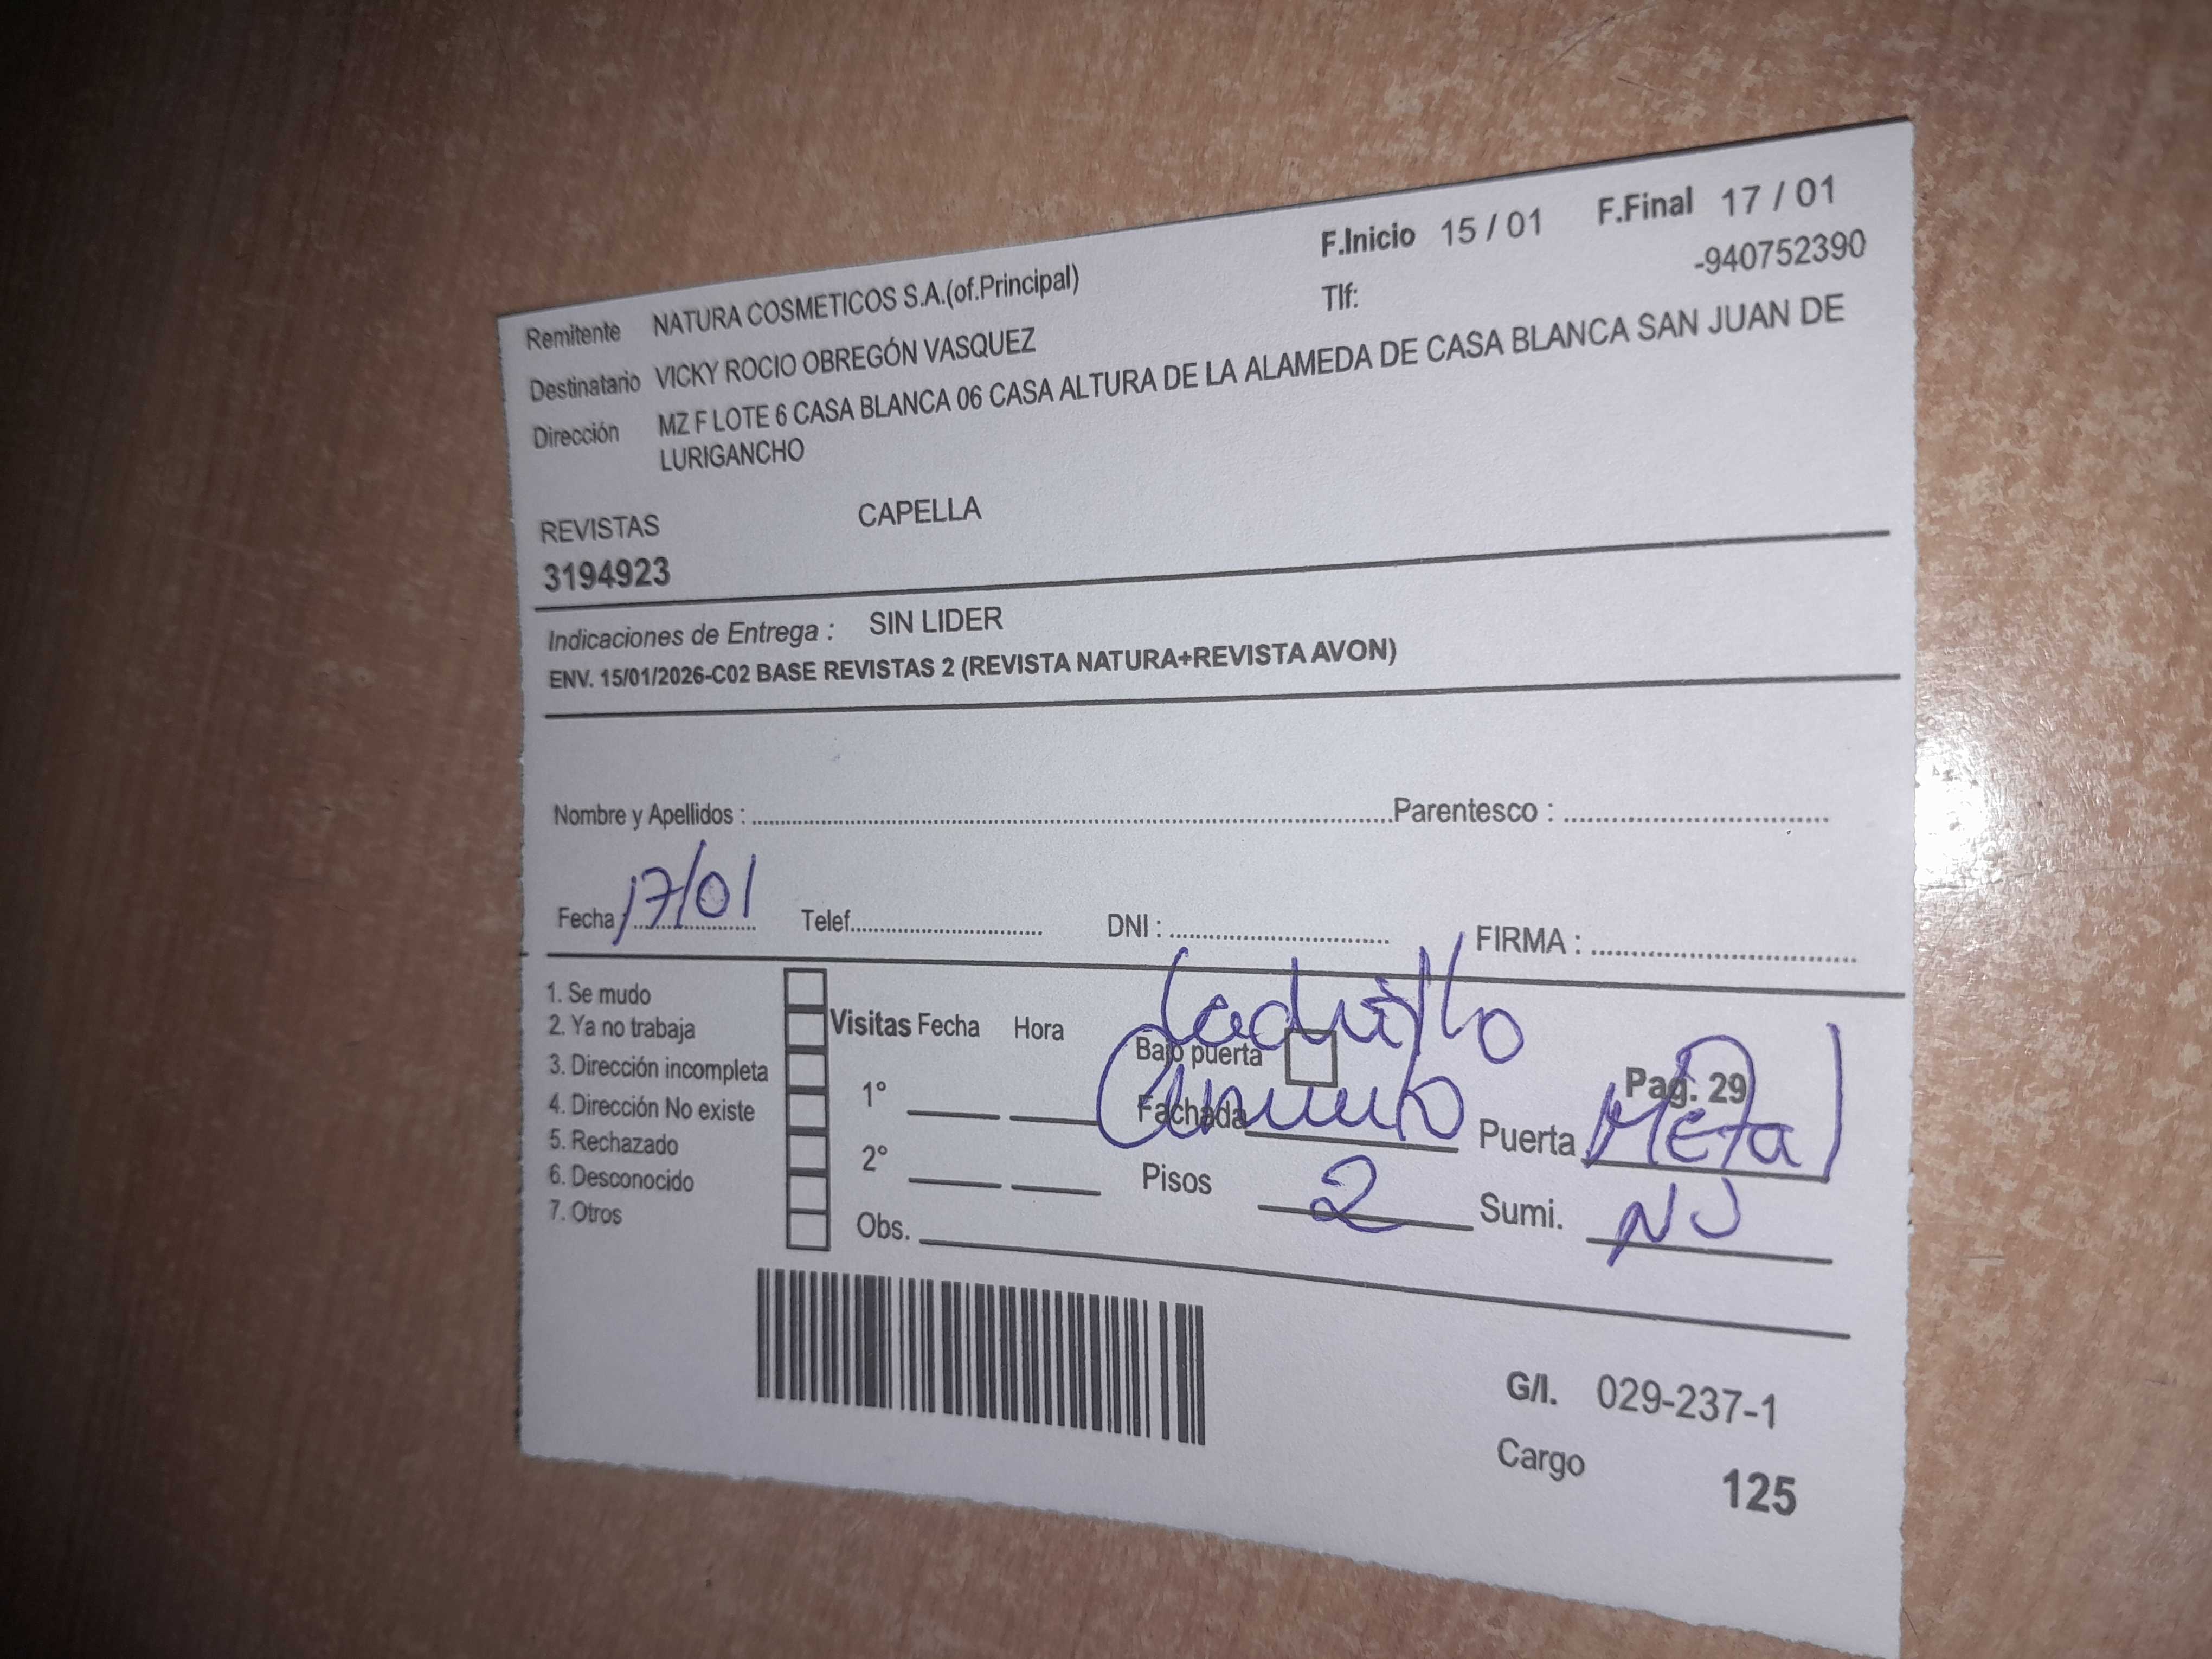 F.Inicio 15 / 01 F.Final 17 / 01
Remitente NATURA COSMETICOS S.A.(of.Principal) Tlf: -940752390
Destinatario VICKY ROCIO OBREGÓN VASQUEZ
Dirección MZ F LOTE 6 CASA BLANCA 06 CASA ALTURA DE LA ALAMEDA DE CASA BLANCA SAN JUAN DE
LURIGANCHO
REVISTAS CAPELLA
3194923
Indicaciones de Entrega : SIN LIDER
ENV. 15/01/2026-C02 BASE REVISTAS 2 (REVISTA NATURA+REVISTA AVON)
Nombre y Apellidos : Parentesco :
Fecha : 17/01 Telef. DNI : FIRMA :
1. Se mudo
2. Ya no trabaja
3. Dirección incompleta
4. Dirección No existe
5. Rechazado
6. Desconocido
7. Otros
Visitas Fecha Hora
1°
2°
Obs.
Ladrillo
Bajo puerta
Pag. 29
Fachada Puerta Metal
Pisos 2 Sumi. NO
G/I. 029-237-1
Cargo 125